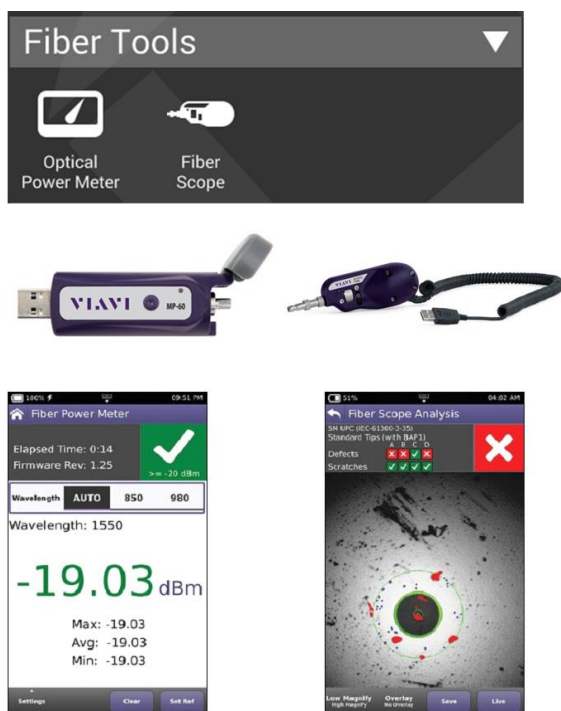 Fiber Tools
Optical
Power Meter
Fiber
Scope
VIAVI
MP-60
100%
09:51 PM
Fiber Power Meter
Elapsed Time: 0:14
Firmware Rev: 1.25
>= -20 dBm
Wavelength AUTO 850 980
Wavelength: 1550
-19.03 dBm
Max: -19.03
Avg: -19.03
Min: -19.03
Settings
Clear
Set Ref
51%
04:02 AM
Fiber Scope Analysis
SM UPC (IEC-61300-3-35)
Standard Tips (with BAP1)
A B C D
Defects
Scratches
Low Magnify
High Magnify
Overlay
No Overlay
Save
Live